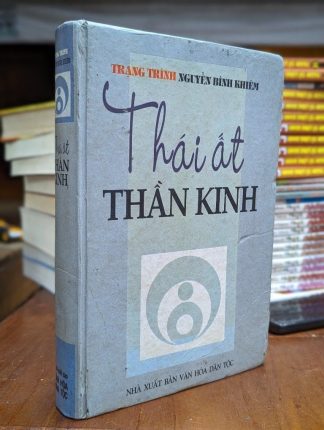 TRẠNG TRÌNH NGUYỄN BỈNH KHIÊM
Thái ất
THẦN KINH
NHÀ XUẤT BẢN VĂN HÓA DÂN TỘC
Thái ất
THẦN
KINH